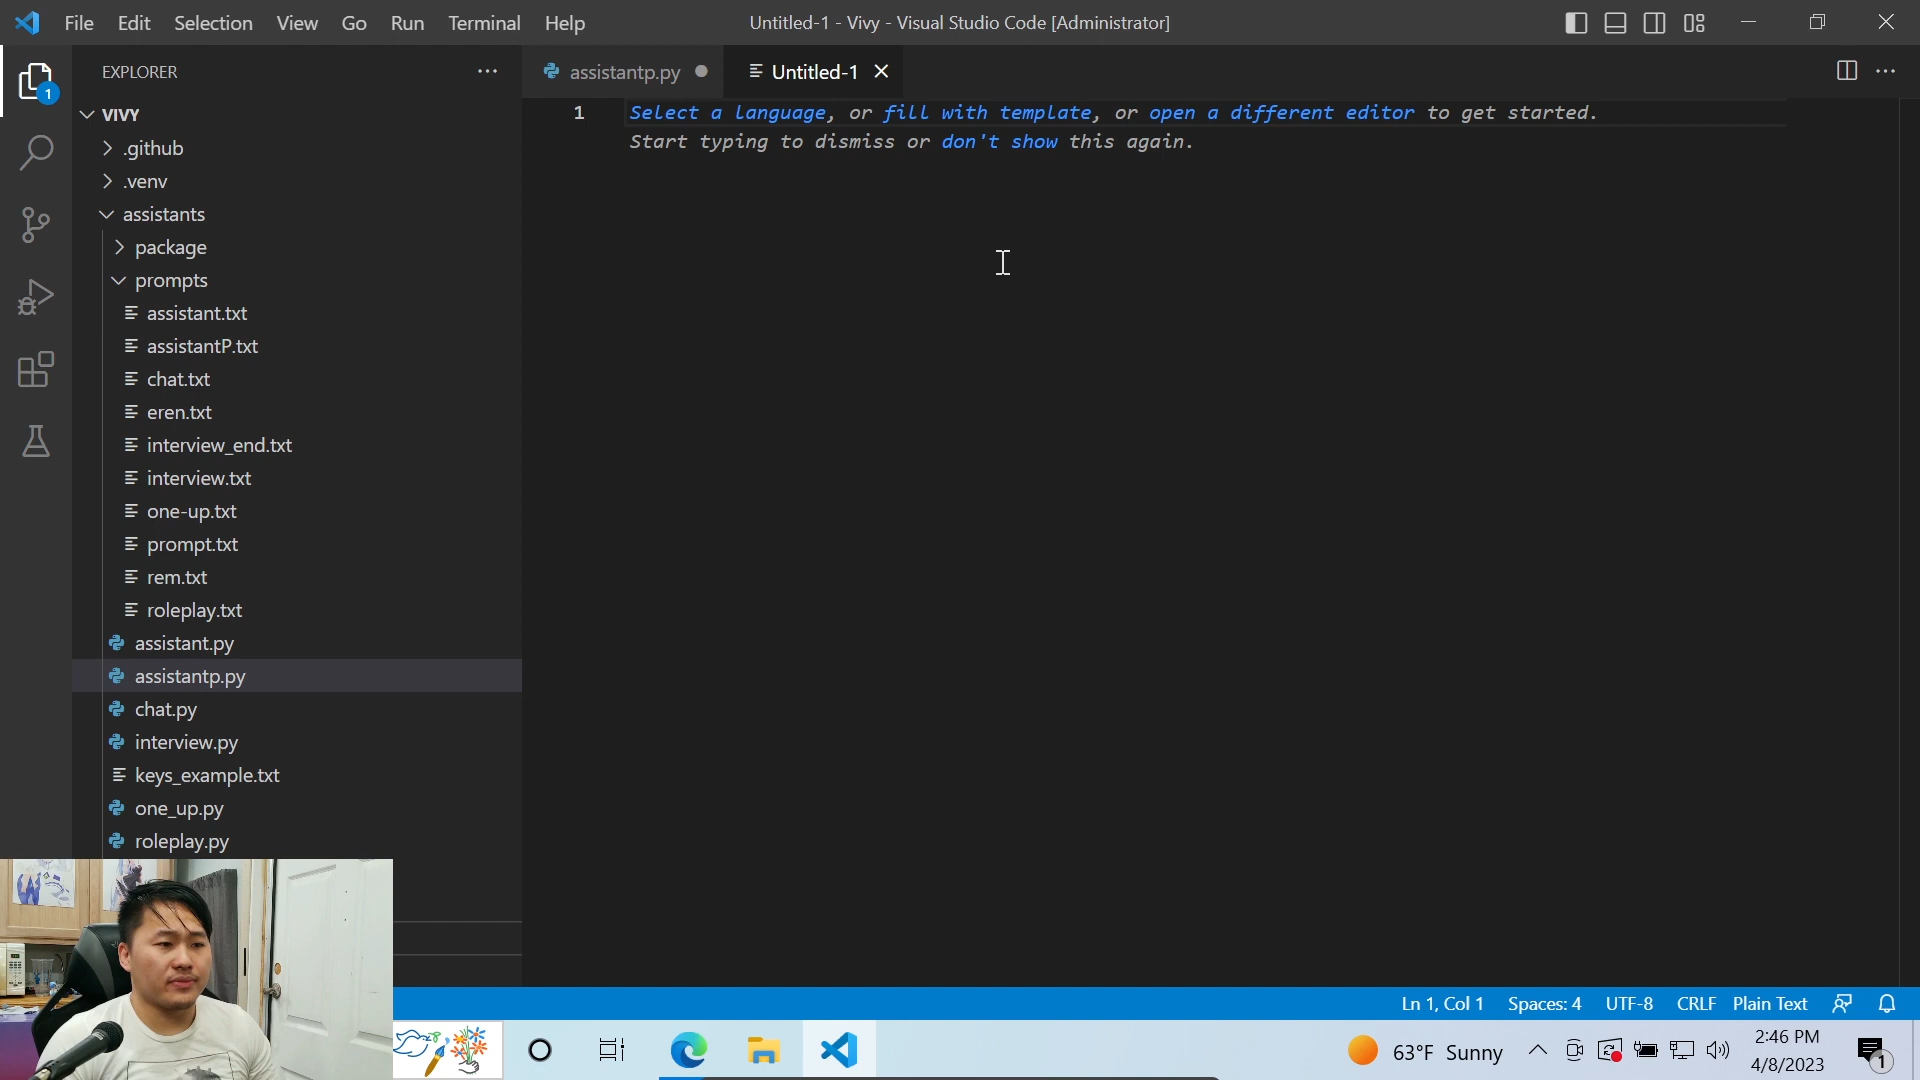 File Edit Selection View Go Run Terminal Help
Untitled-1 - Vivy - Visual Studio Code [Administrator]
EXPLORER
assistantp.py
Untitled-1
1
VIVY
.github
.venv
assistants
package
prompts
assistant.txt
assistantP.txt
chat.txt
eren.txt
interview_end.txt
interview.txt
one-up.txt
prompt.txt
rem.txt
roleplay.txt
assistant.py
assistantp.py
chat.py
interview.py
keys_example.txt
one_up.py
roleplay.py
1 Select a language, or fill with template, or open a different editor to get started.
Start typing to dismiss or don't show this again.
Ln 1, Col 1 Spaces: 4 UTF-8 CRLF Plain Text
63°F Sunny
2:46 PM
4/8/2023
1